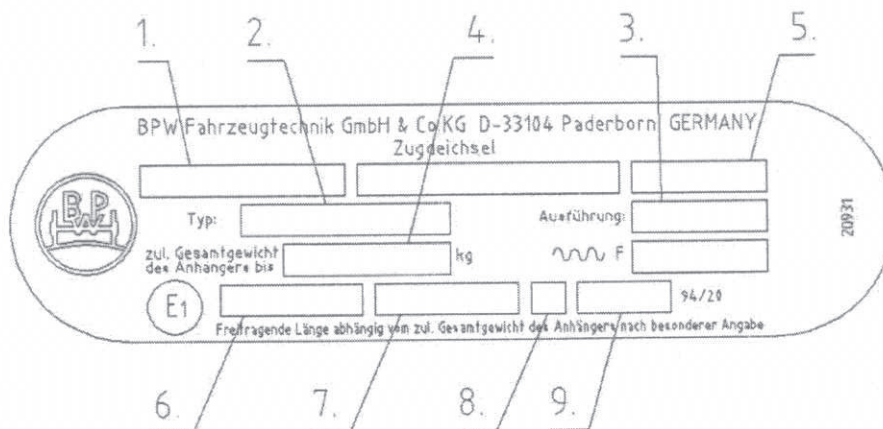 1. 2. 4. 3. 5.
BPW Fahrzeugtechnik GmbH & Co KG D-33104 Paderborn GERMANY
Zugdeichsel
BPW
Typ:
Ausführung:
20931
zul. Gesamtgewicht
des Anhängers bis
kg
F
E1
94/20
Freitragende Länge abhängig vom zul. Gesamtgewicht des Anhängers nach besonderer Angabe
6. 7. 8. 9.